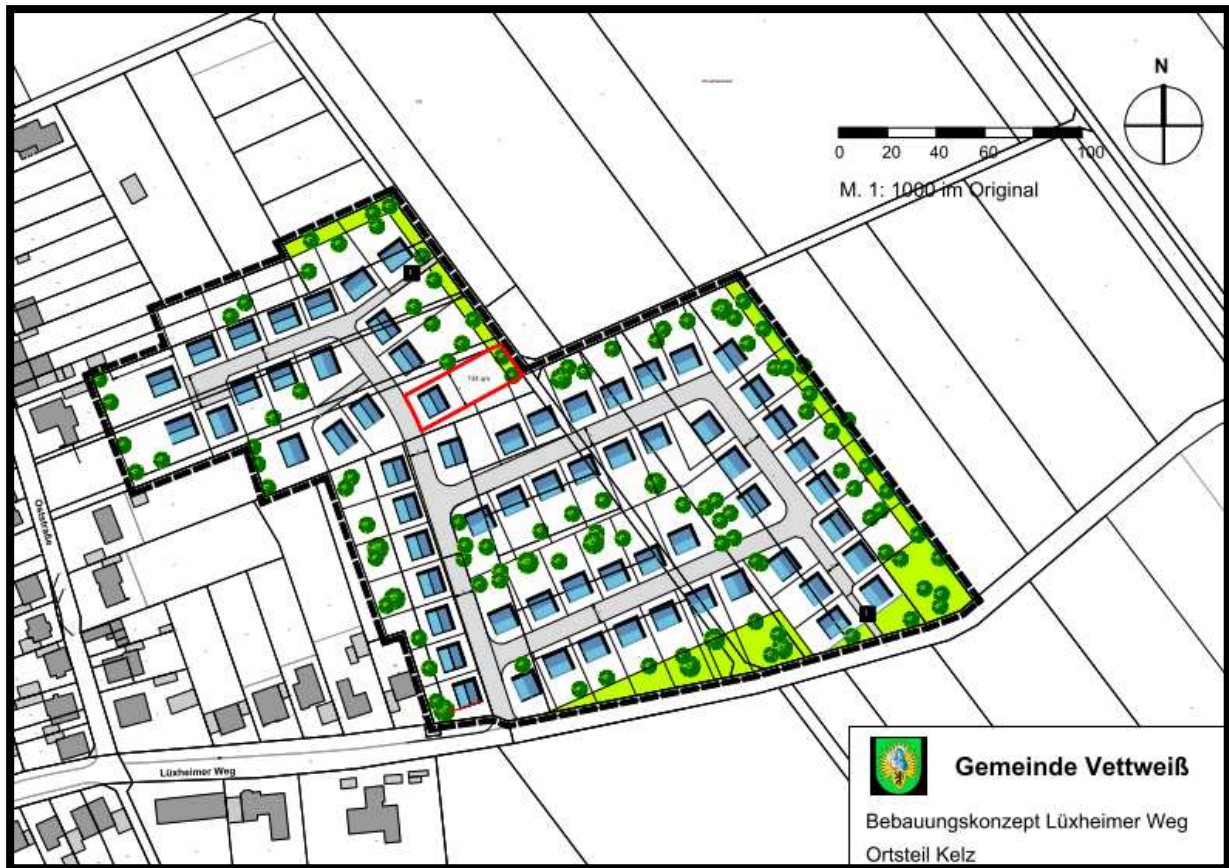 N
0 20 40 60 100
M. 1: 1000 im Original
Oststraße
Lüxheimer Weg
Gemeinde Vettweiß
Bebauungskonzept Lüxheimer Weg
Ortsteil Kelz